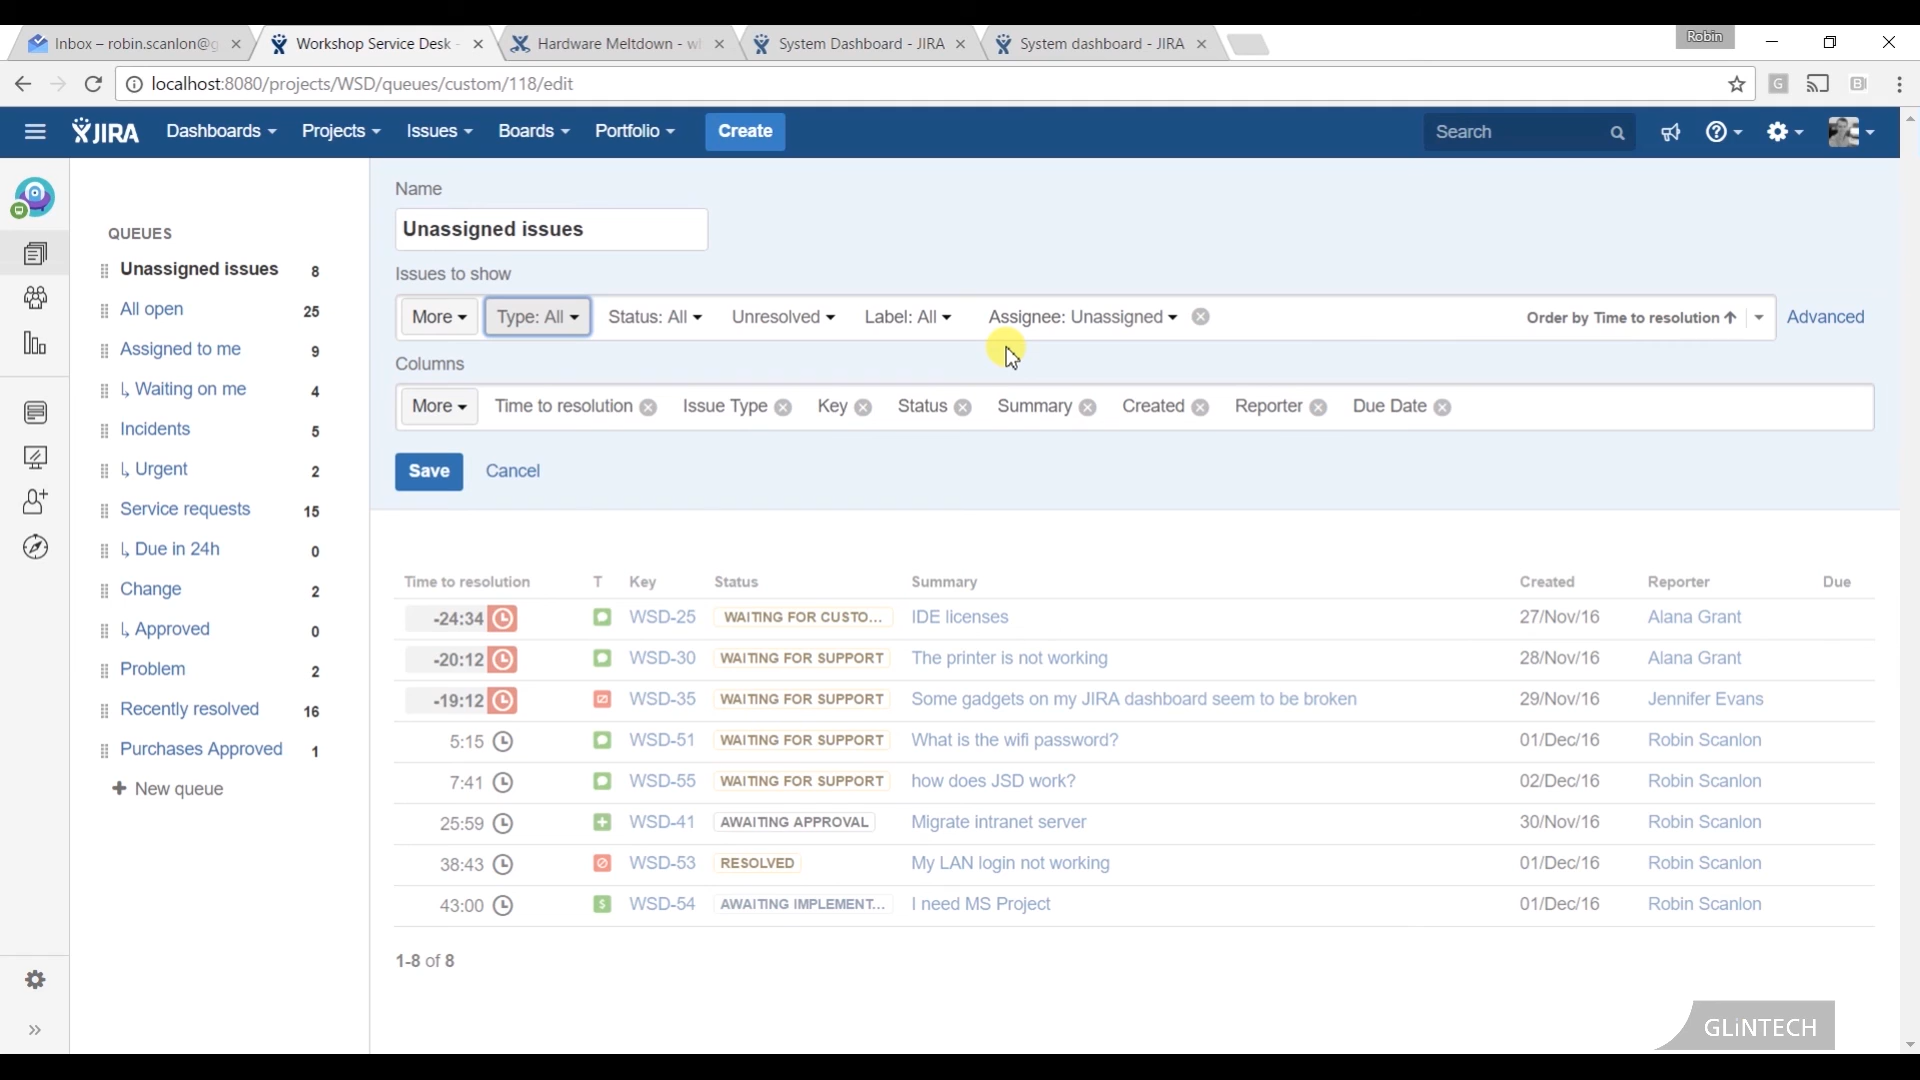 Robin
Inbox – robin.scanlon@g
Workshop Service Desk -
Hardware Meltdown - wh
System Dashboard - JIRA
System dashboard - JIRA
localhost:8080/projects/WSD/queues/custom/118/edit
JIRA Dashboards Projects Issues Boards Portfolio Create Search
QUEUES
Unassigned issues 8
All open 25
Assigned to me 9
↳ Waiting on me 4
Incidents 5
↳ Urgent 2
Service requests 15
↳ Due in 24h 0
Change 2
↳ Approved 0
Problem 2
Recently resolved 16
Purchases Approved 1
+ New queue
Name
Unassigned issues
Issues to show
More Type: All Status: All Unresolved Label: All Assignee: Unassigned Order by Time to resolution ↑ Advanced
Columns
More Time to resolution Issue Type Key Status Summary Created Reporter Due Date
Save Cancel
Time to resolution T Key Status Summary Created Reporter Due
-24:34 WSD-25 WAITING FOR CUSTO... IDE licenses 27/Nov/16 Alana Grant
-20:12 WSD-30 WAITING FOR SUPPORT The printer is not working 28/Nov/16 Alana Grant
-19:12 WSD-35 WAITING FOR SUPPORT Some gadgets on my JIRA dashboard seem to be broken 29/Nov/16 Jennifer Evans
5:15 WSD-51 WAITING FOR SUPPORT What is the wifi password? 01/Dec/16 Robin Scanlon
7:41 WSD-55 WAITING FOR SUPPORT how does JSD work? 02/Dec/16 Robin Scanlon
25:59 WSD-41 AWAITING APPROVAL Migrate intranet server 30/Nov/16 Robin Scanlon
38:43 WSD-53 RESOLVED My LAN login not working 01/Dec/16 Robin Scanlon
43:00 WSD-54 AWAITING IMPLEMENT... I need MS Project 01/Dec/16 Robin Scanlon
1-8 of 8
GLiNTECH